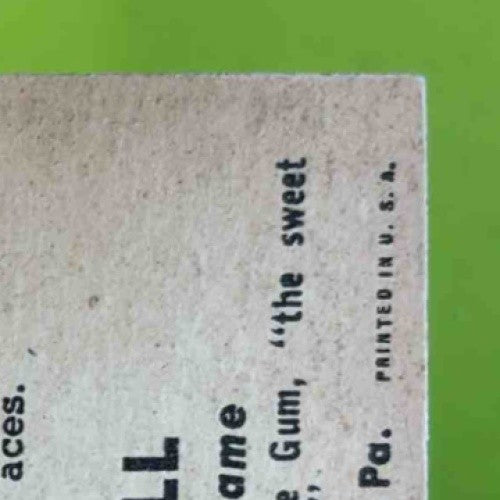 aces.
LL
ame
e Gum, "the sweet
Pa. PRINTED IN U. S. A.